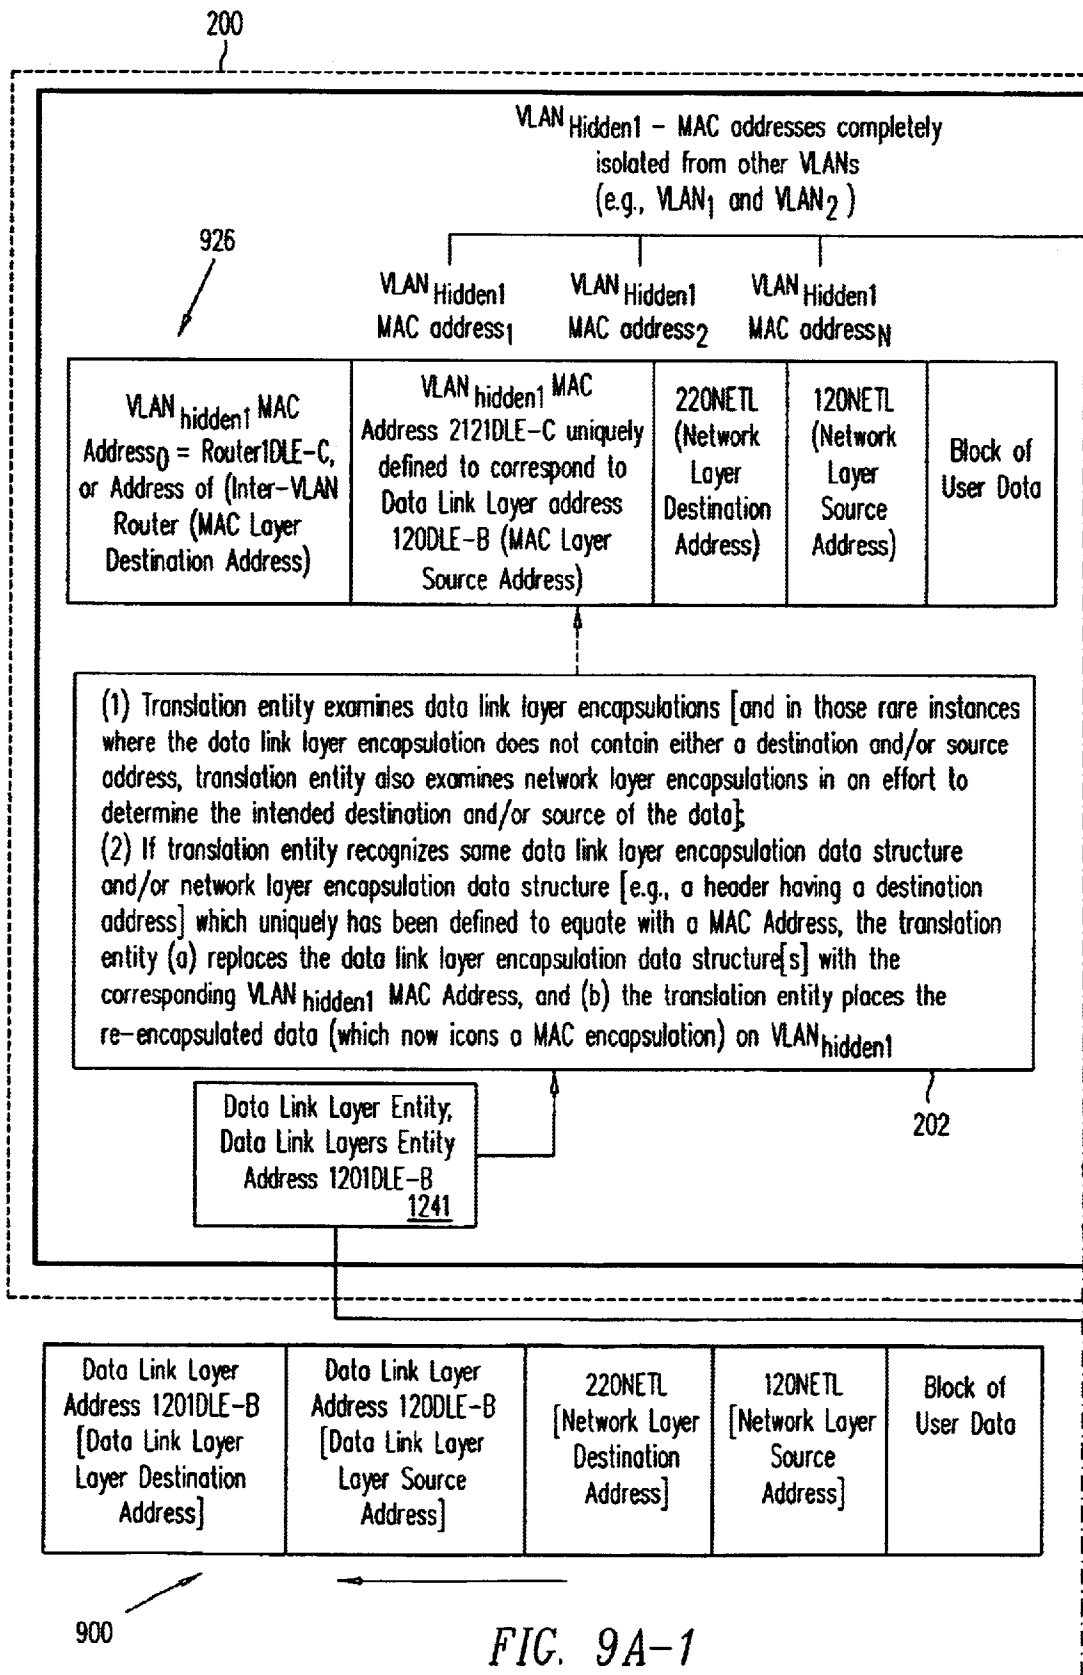 200
VLAN Hidden1 – MAC addresses completely
isolated from other VLANs
(e.g., VLAN1 and VLAN2 )
926
VLAN Hidden1
MAC address1
VLAN Hidden1
MAC address2
VLAN Hidden1
MAC addressN
VLAN hidden1 MAC
Address0 = Router1DLE-C,
or Address of (Inter-VLAN
Router (MAC Layer
Destination Address)
VLAN hidden1 MAC
Address 2121DLE-C uniquely
defined to correspond to
Data Link Layer address
120DLE-B (MAC Layer
Source Address)
220NETL
(Network
Layer
Destination
Address)
120NETL
(Network
Layer
Source
Address)
Block of
User Data
(1) Translation entity examines data link layer encapsulations [and in those rare instances
where the data link layer encapsulation does not contain either a destination and/or source
address, translation entity also examines network layer encapsulations in an effort to
determine the intended destination and/or source of the data];
(2) If translation entity recognizes same data link layer encapsulation data structure
and/or network layer encapsulation data structure [e.g., a header having a destination
address] which uniquely has been defined to equate with a MAC Address, the translation
entity (a) replaces the data link layer encapsulation data structure[s] with the
corresponding VLAN hidden1 MAC Address, and (b) the translation entity places the
re-encapsulated data (which now icons a MAC encapsulation) on VLAN hidden1
202
Data Link Layer Entity,
Data Link Layers Entity
Address 1201DLE-B
1241
Data Link Layer
Address 1201DLE-B
[Data Link Layer
Layer Destination
Address]
Data Link Layer
Address 120DLE-B
[Data Link Layer
Layer Source
Address]
220NETL
[Network Layer
Destination
Address]
120NETL
[Network Layer
Source
Address]
Block of
User Data
900
FIG. 9A-1